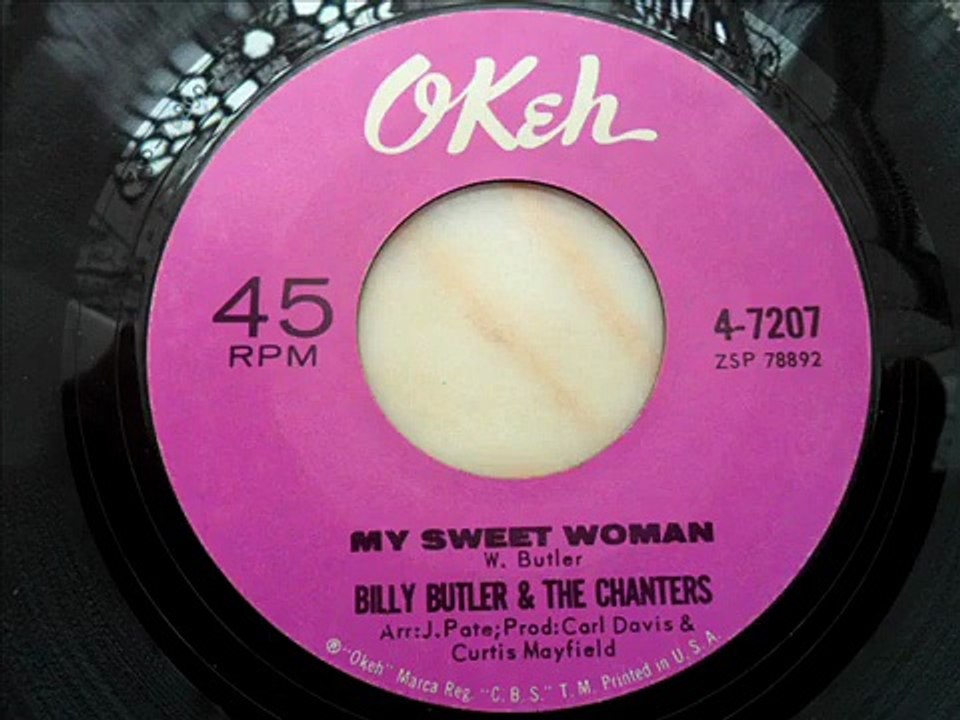 OKeh
45
RPM
4-7207
ZSP 78892
MY SWEET WOMAN
W. Butler
BILLY BUTLER & THE CHANTERS
Arr:J. Pate;Prod:Carl Davis &
Curtis Mayfield
® "Okeh" Marca Reg. "C.B.S." T.M. Printed in U.S.A.